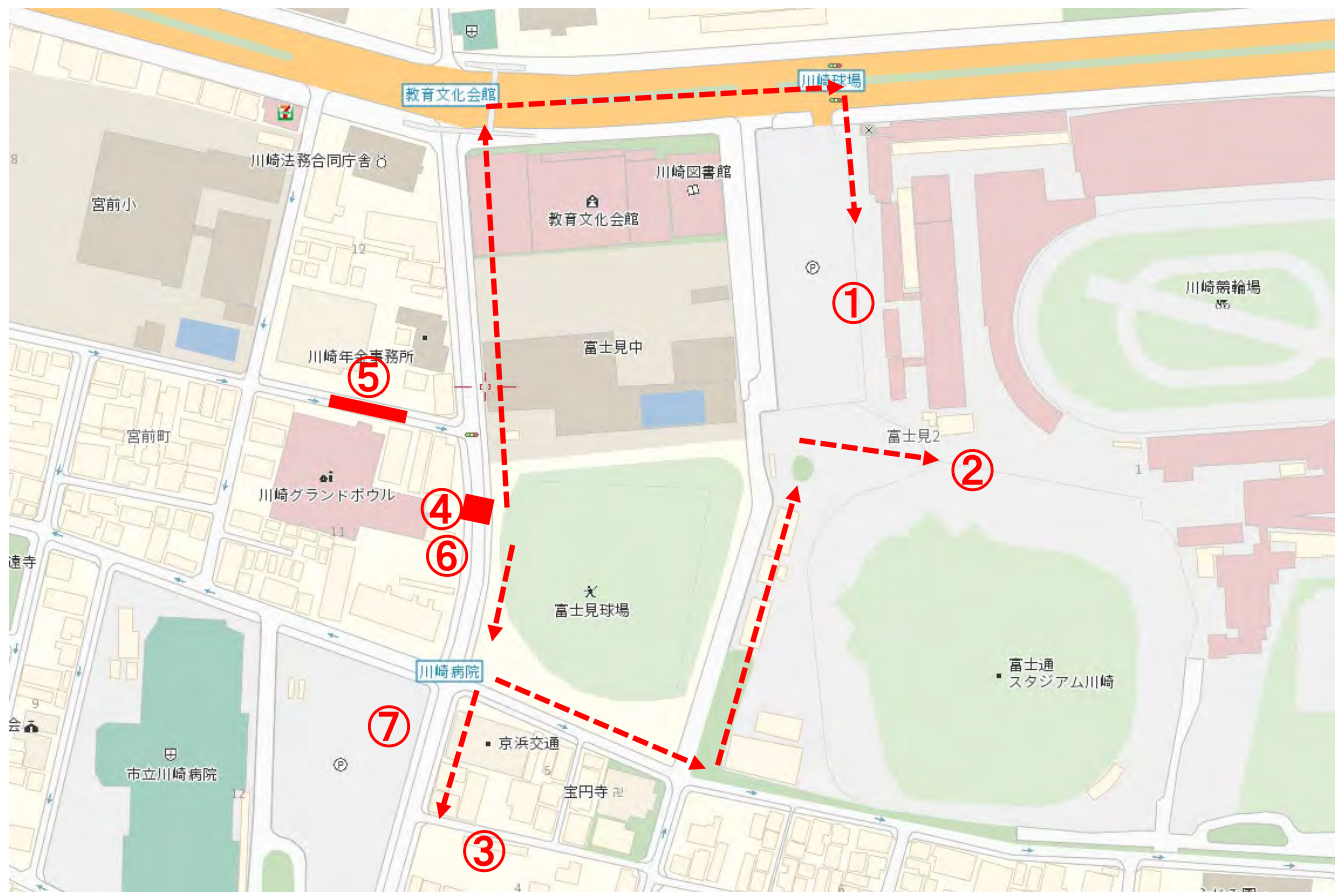 教育文化会館
川崎球場
川崎法務合同庁舎
8
宮前小
12
川崎図書館
教育文化会館
P
川崎競輪場
①
富士見中
川崎年金事務所
⑤
宮前町
富士見2
②
1
川崎グランドボウル
11
④
⑥
遠寺
富士見球場
川崎病院
富士通
スタジアム川崎
⑦
9
会
京浜交通
市立川崎病院
P
5
12
宝円寺 卍
③
4
6